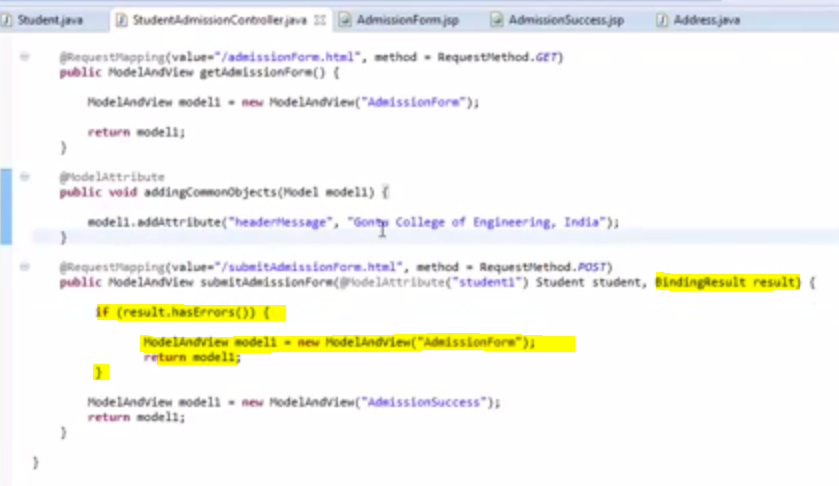 Student.java StudentAdmissionController.java AdmissionForm.jsp AdmissionSuccess.jsp Address.java
@RequestMapping(value="/admissionForm.html", method = RequestMethod.GET)
public ModelAndView getAdmissionForm() {
ModelAndView model1 = new ModelAndView("AdmissionForm");
return model1;
}
@ModelAttribute
public void addingCommonObjects(Model model1) {
model1.addAttribute("headerMessage", "Gontu College of Engineering, India");
}
@RequestMapping(value="/submitAdmissionForm.html", method = RequestMethod.POST)
public ModelAndView submitAdmissionForm(@ModelAttribute("student1") Student student, BindingResult result) {
if (result.hasErrors()) {
ModelAndView model1 = new ModelAndView("AdmissionForm");
return model1;
}
ModelAndView model1 = new ModelAndView("AdmissionSuccess");
return model1;
}
}